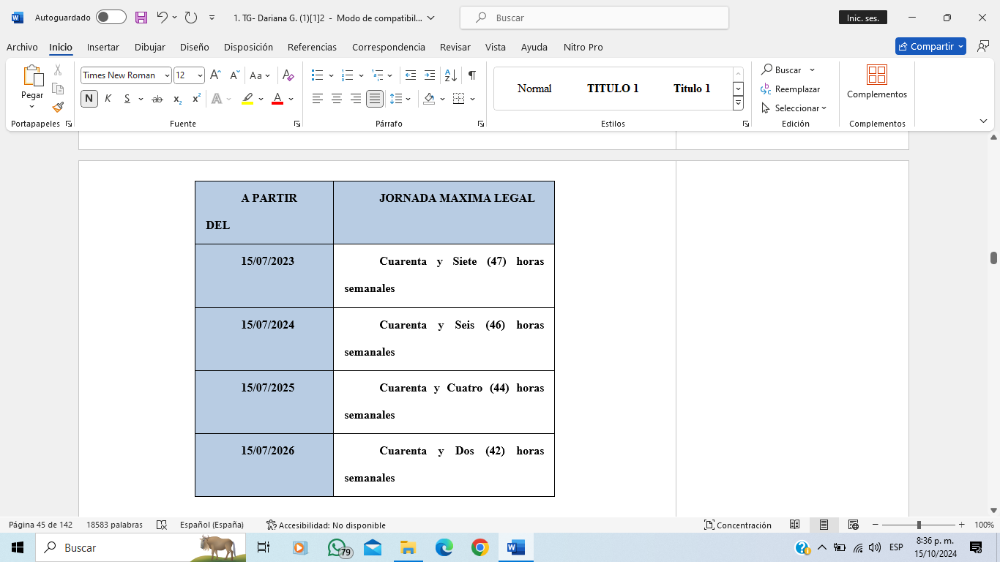 Autoguardado
1. TG- Dariana G. (1)[1]2 - Modo de compatibil...
Buscar
Inic. ses.
Archivo Inicio Insertar Dibujar Diseño Disposición Referencias Correspondencia Revisar Vista Ayuda Nitro Pro
Compartir
Pegar
Portapapeles
Times New Roman 12
Aa
N K S ab x₂ x²
Fuente
Párrafo
Normal TITULO 1 Titulo 1
Estilos
Buscar
Reemplazar
Seleccionar
Edición
Complementos
Complementos
A PARTIR
DEL
JORNADA MAXIMA LEGAL
15/07/2023
Cuarenta y Siete (47) horas
semanales
15/07/2024
Cuarenta y Seis (46) horas
semanales
15/07/2025
Cuarenta y Cuatro (44) horas
semanales
15/07/2026
Cuarenta y Dos (42) horas
semanales
Página 45 de 142 18583 palabras Español (España) Accesibilidad: No disponible Concentración 100%
Buscar
79
ESP
8:36 p. m.
15/10/2024